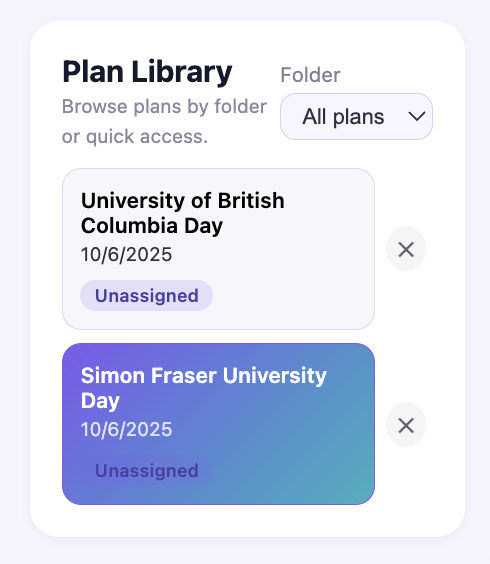 Plan Library
Folder
Browse plans by folder
or quick access.
All plans
University of British
Columbia Day
10/6/2025
Unassigned
Simon Fraser University
Day
10/6/2025
Unassigned